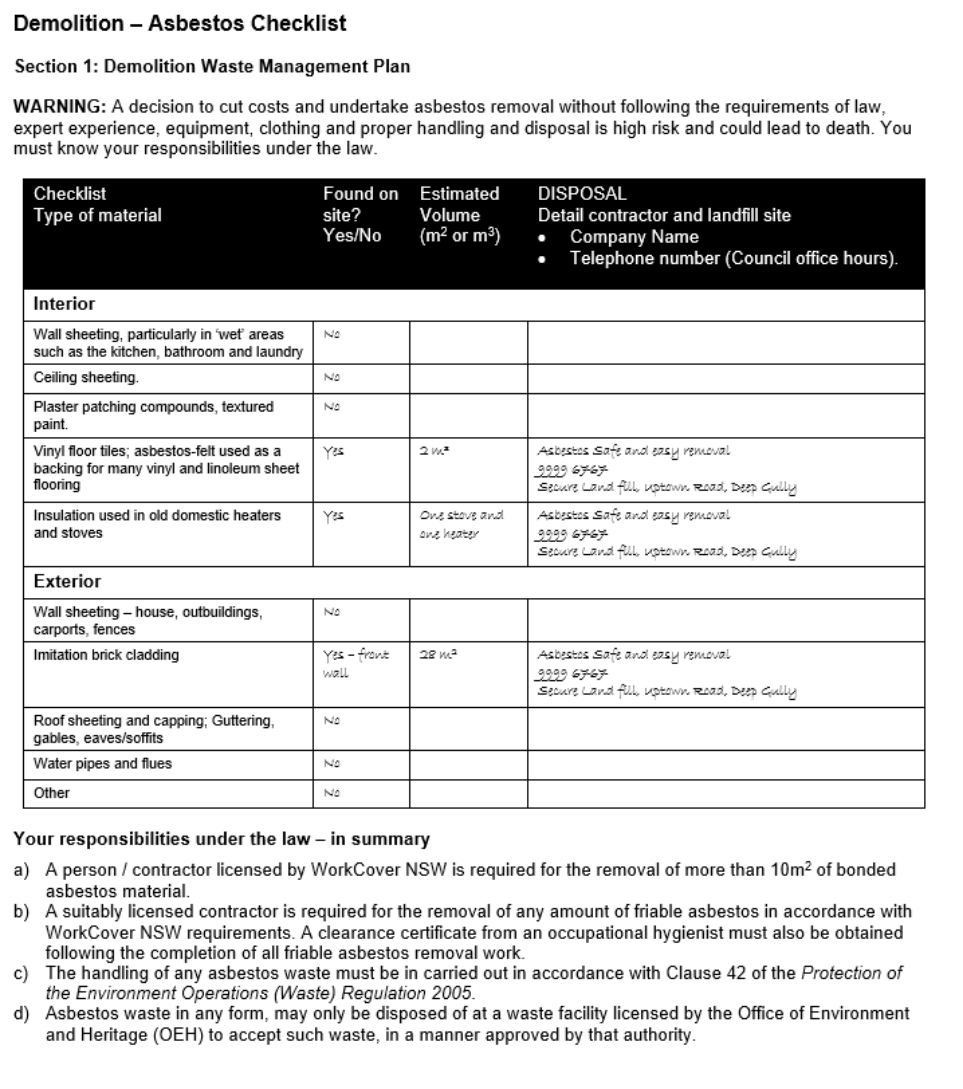 Demolition – Asbestos Checklist
Section 1: Demolition Waste Management Plan
WARNING: A decision to cut costs and undertake asbestos removal without following the requirements of law,
expert experience, equipment, clothing and proper handling and disposal is high risk and could lead to death. You
must know your responsibilities under the law.
Checklist
Type of material
Found on
site?
Yes/No
Estimated
Volume
(m² or m³)
DISPOSAL
Detail contractor and landfill site
• Company Name
• Telephone number (Council office hours).
Interior
Wall sheeting, particularly in ‘wet’ areas
such as the kitchen, bathroom and laundry
No
Ceiling sheeting.
No
Plaster patching compounds, textured
paint.
No
Vinyl floor tiles; asbestos-felt used as a
backing for many vinyl and linoleum sheet
flooring
Yes
2 m²
Asbestos Safe and easy removal
9999 6767
Secure Land fill, uptown Road, Deep Gully
Insulation used in old domestic heaters
and stoves
Yes
One stove and
one heater
Asbestos Safe and easy removal
9999 6767
Secure Land fill, uptown Road, Deep Gully
Exterior
Wall sheeting – house, outbuildings,
carports, fences
No
Imitation brick cladding
Yes – front
wall
28 m²
Asbestos Safe and easy removal
9999 6767
Secure Land fill, uptown Road, Deep Gully
Roof sheeting and capping; Guttering,
gables, eaves/soffits
No
Water pipes and flues
No
Other
No
Your responsibilities under the law – in summary
a) A person / contractor licensed by WorkCover NSW is required for the removal of more than 10m² of bonded
asbestos material.
b) A suitably licensed contractor is required for the removal of any amount of friable asbestos in accordance with
WorkCover NSW requirements. A clearance certificate from an occupational hygienist must also be obtained
following the completion of all friable asbestos removal work.
c) The handling of any asbestos waste must be in carried out in accordance with Clause 42 of the Protection of
the Environment Operations (Waste) Regulation 2005.
d) Asbestos waste in any form, may only be disposed of at a waste facility licensed by the Office of Environment
and Heritage (OEH) to accept such waste, in a manner approved by that authority.